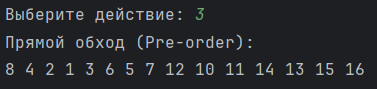 Выберите действие: 3
Прямой обход (Pre-order):
8 4 2 1 3 6 5 7 12 10 11 14 13 15 16